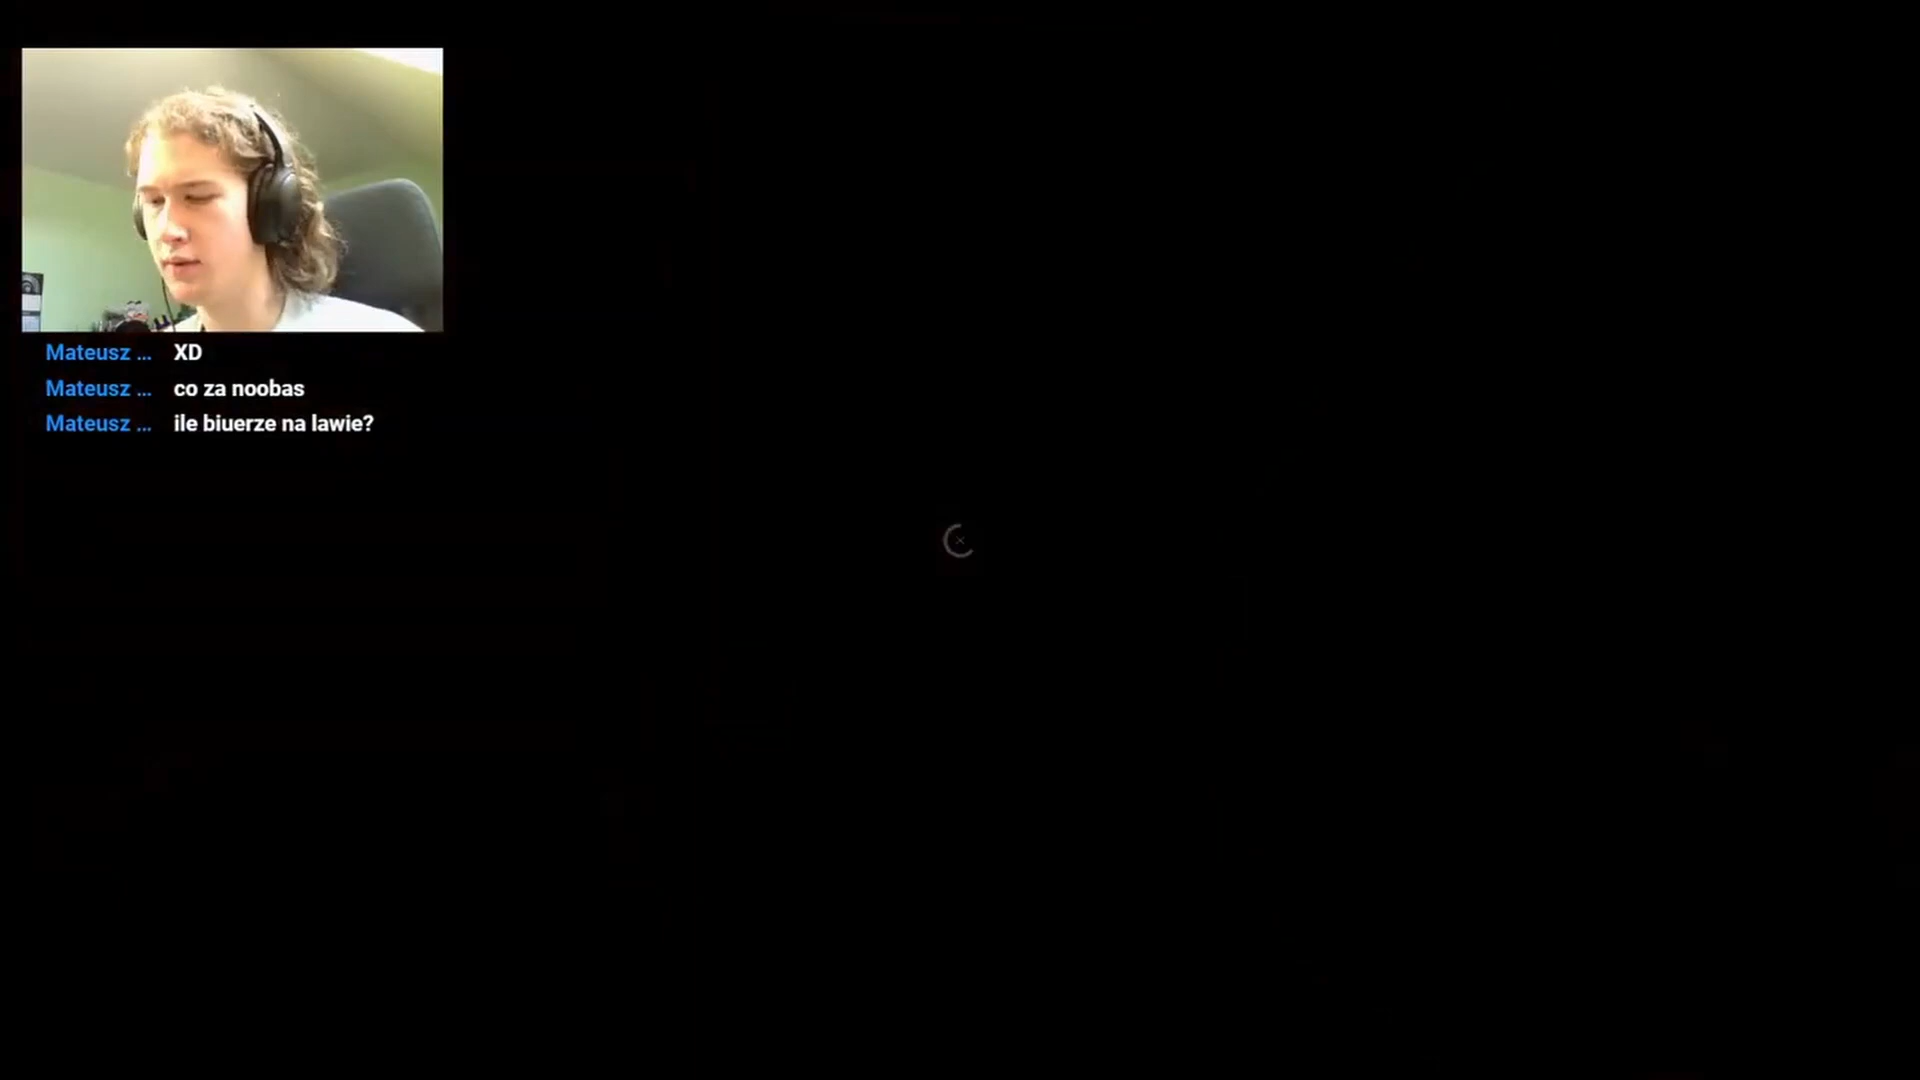 Mateusz ... XD
Mateusz ... co za noobas
Mateusz ... ile biuerze na lawie?